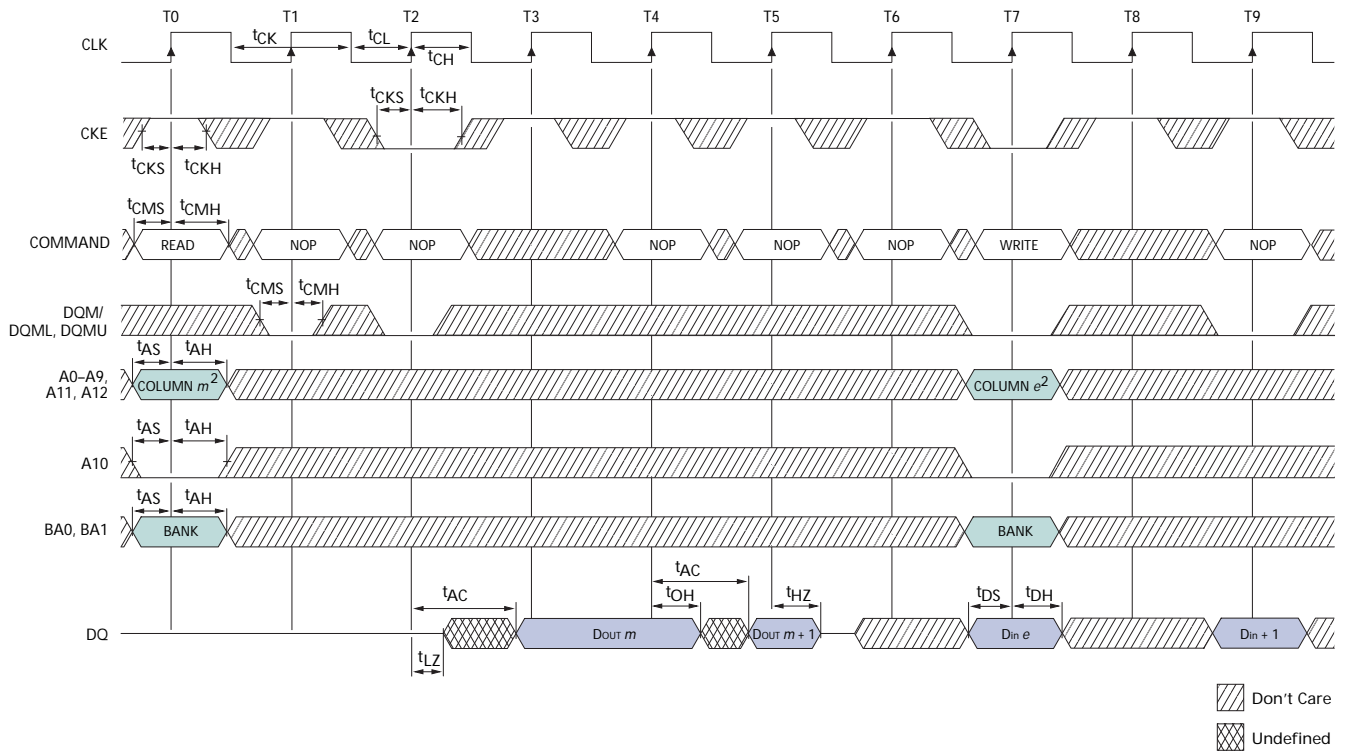 T0 T1 T2 T3 T4 T5 T6 T7 T8 T9
CLK tCK tCL tCH
tCKS tCKH
CKE
tCKS tCKH
tCMS tCMH
COMMAND READ NOP NOP NOP NOP NOP WRITE NOP
tCMS tCMH
DQM/
DQML, DQMU
tAS tAH
A0–A9,
A11, A12
COLUMN m2 COLUMN e2
tAS tAH
A10
tAS tAH
BA0, BA1 BANK BANK
tAC
tAC tOH tHZ tDS tDH
DQ DOUT m DOUT m + 1 Din e Din + 1
tLZ
Don't Care
Undefined